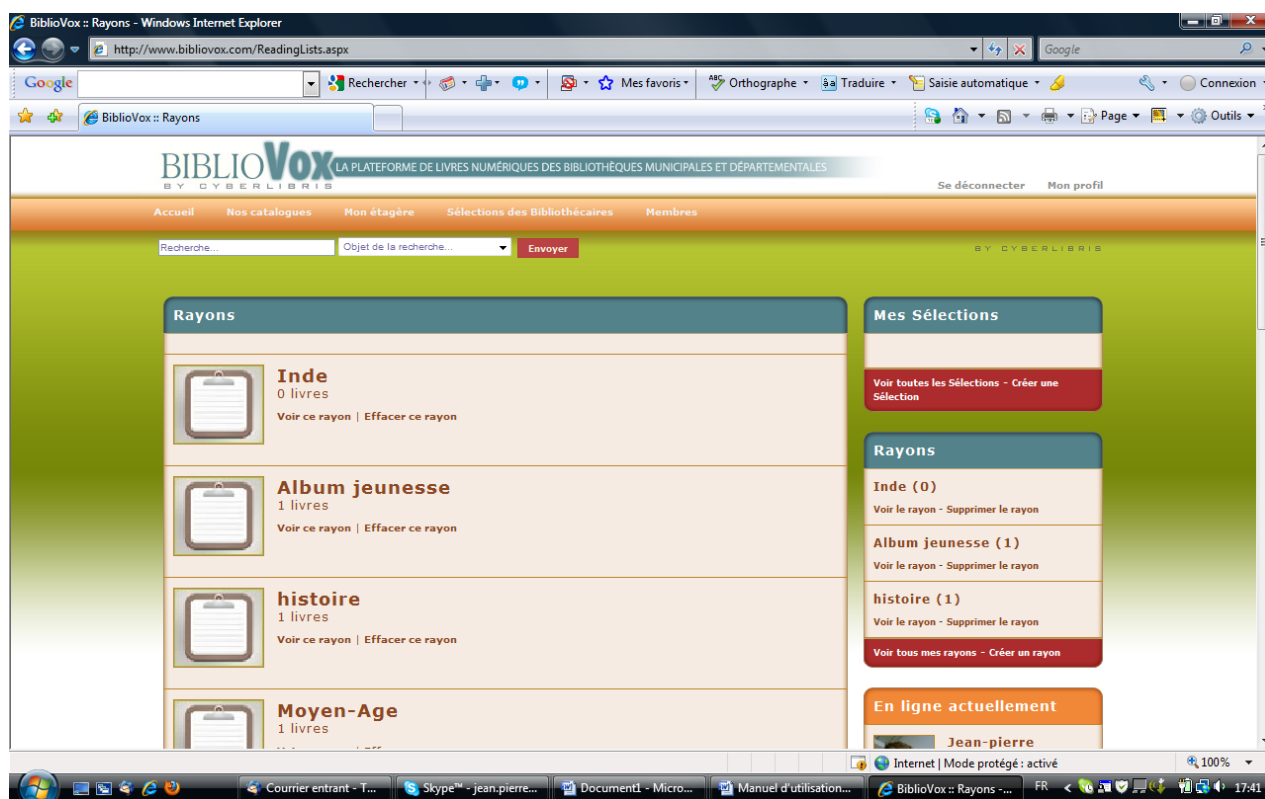 BiblioVox :: Rayons - Windows Internet Explorer
http://www.bibliovox.com/ReadingLists.aspx
Google
Google
Rechercher
Mes favoris
Orthographe
Traduire
Saisie automatique
Connexion
BiblioVox :: Rayons
Page
Outils
BIBLIOVOX LA PLATEFORME DE LIVRES NUMÉRIQUES DES BIBLIOTHÈQUES MUNICIPALES ET DÉPARTEMENTALES
BY CYBERLIBRIS
Se déconnecter Mon profil
Accueil Nos catalogues Mon étagère Sélections des Bibliothécaires Membres
Recherche... Objet de la recherche... Envoyer
BY CYBERLIBRIS
Rayons
Inde
0 livres
Voir ce rayon | Effacer ce rayon
Album jeunesse
1 livres
Voir ce rayon | Effacer ce rayon
histoire
1 livres
Voir ce rayon | Effacer ce rayon
Moyen-Age
1 livres
Mes Sélections
Voir toutes les Sélections - Créer une
Sélection
Rayons
Inde (0)
Voir le rayon - Supprimer le rayon
Album jeunesse (1)
Voir le rayon - Supprimer le rayon
histoire (1)
Voir le rayon - Supprimer le rayon
Voir tous mes rayons - Créer un rayon
En ligne actuellement
Jean-pierre
Internet | Mode protégé : activé
100%
Courrier entrant - T...
Skype™ - jean.pierre...
Document1 - Micro...
Manuel d'utilisation...
BiblioVox :: Rayons -...
FR
17:41